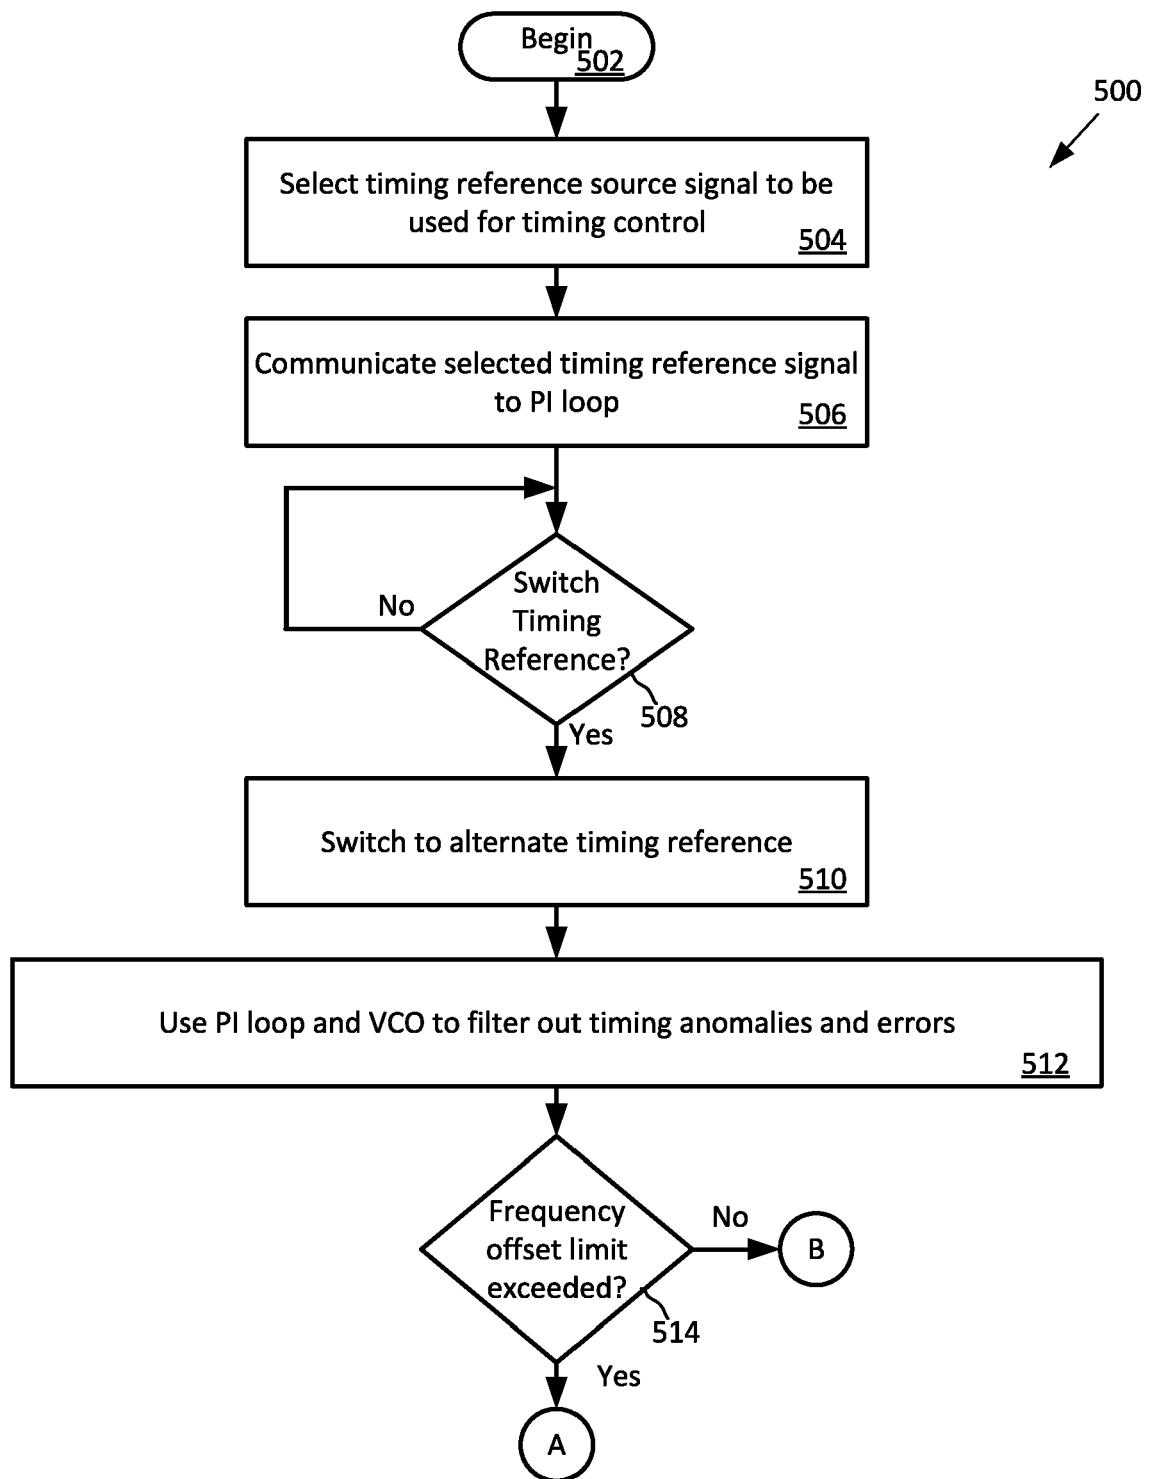 Begin
502
500
Select timing reference source signal to be
used for timing control
504
Communicate selected timing reference signal
to PI loop
506
Switch
Timing
Reference?
No
508
Yes
Switch to alternate timing reference
510
Use PI loop and VCO to filter out timing anomalies and errors
512
Frequency
offset limit
exceeded?
No
B
514
Yes
A